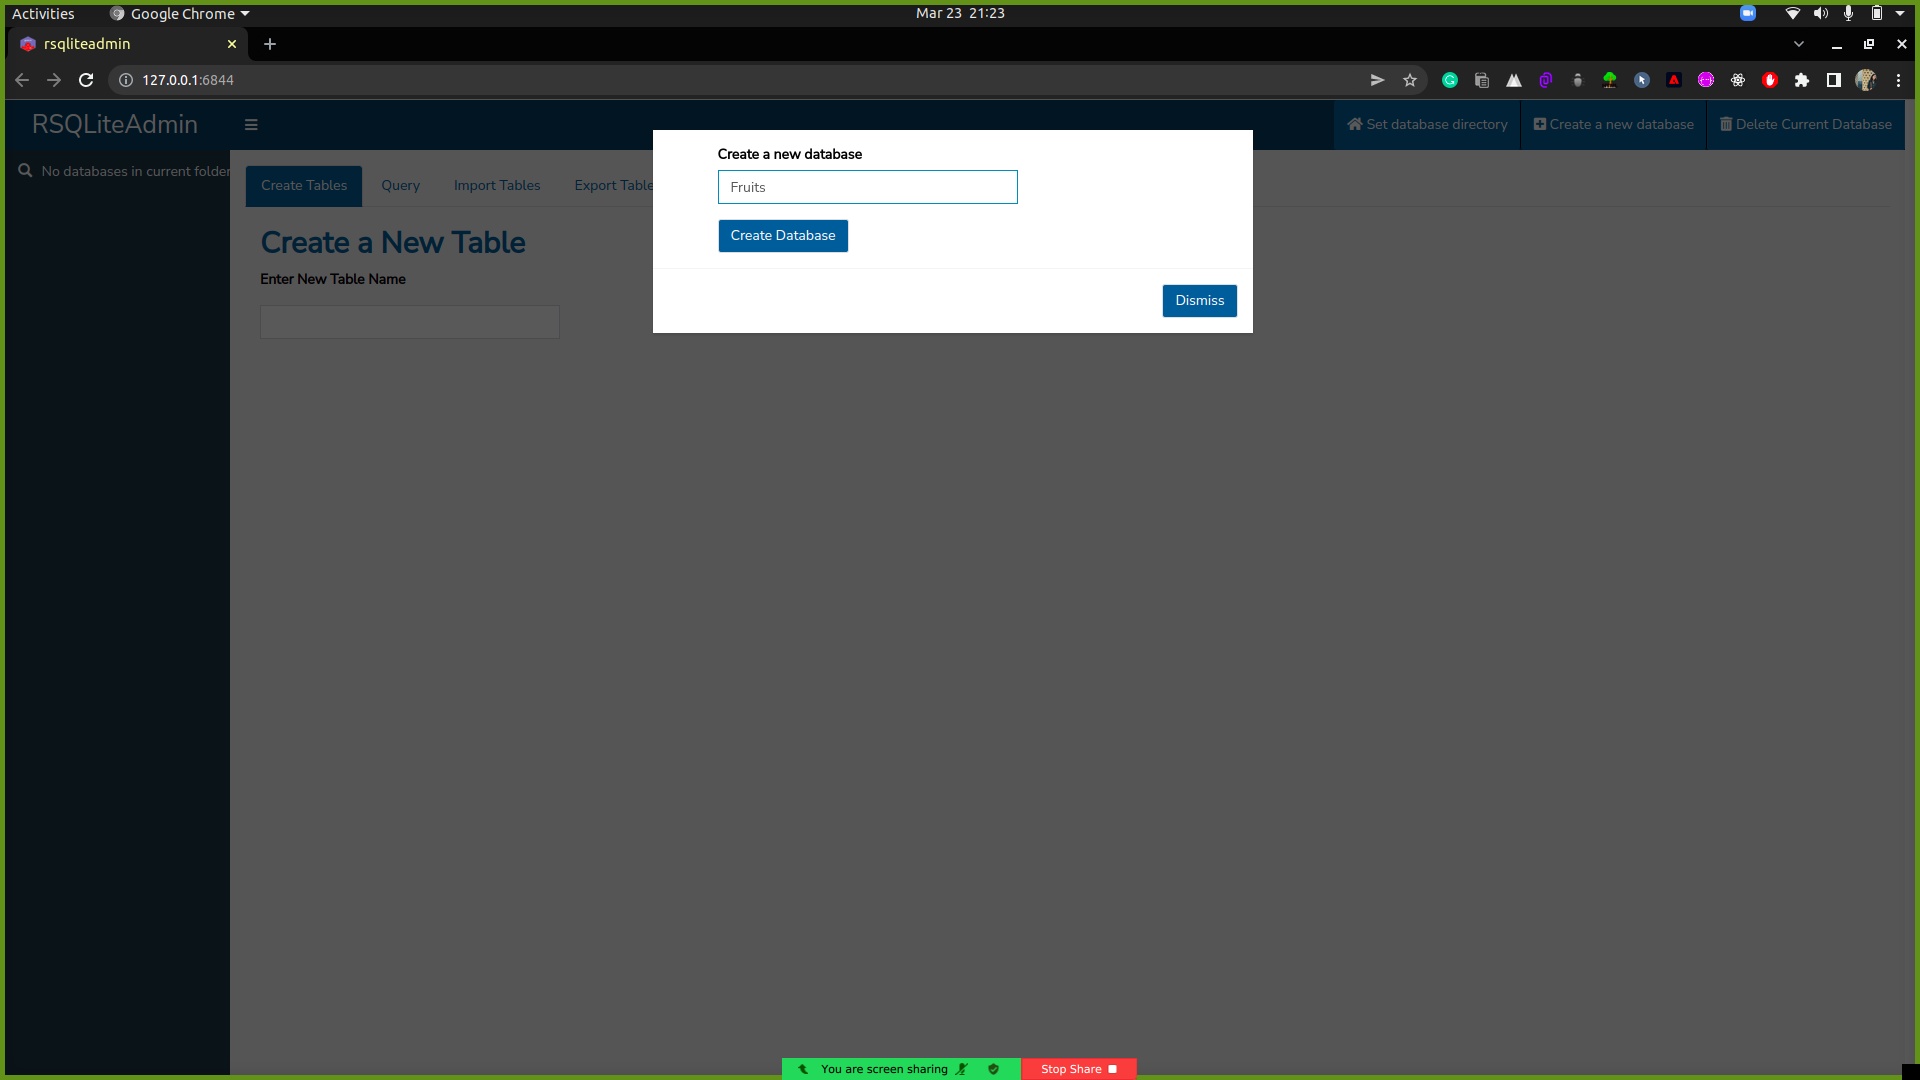 Activities
Google Chrome
Mar 23 21:23
rsqliteadmin
127.0.0.1:6844
RSQLiteAdmin
Set database directory
Create a new database
Delete Current Database
No databases in current folder
Create Tables
Query
Import Tables
Export Table
Create a New Table
Enter New Table Name
Create a new database
Fruits
Create Database
Dismiss
You are screen sharing
Stop Share